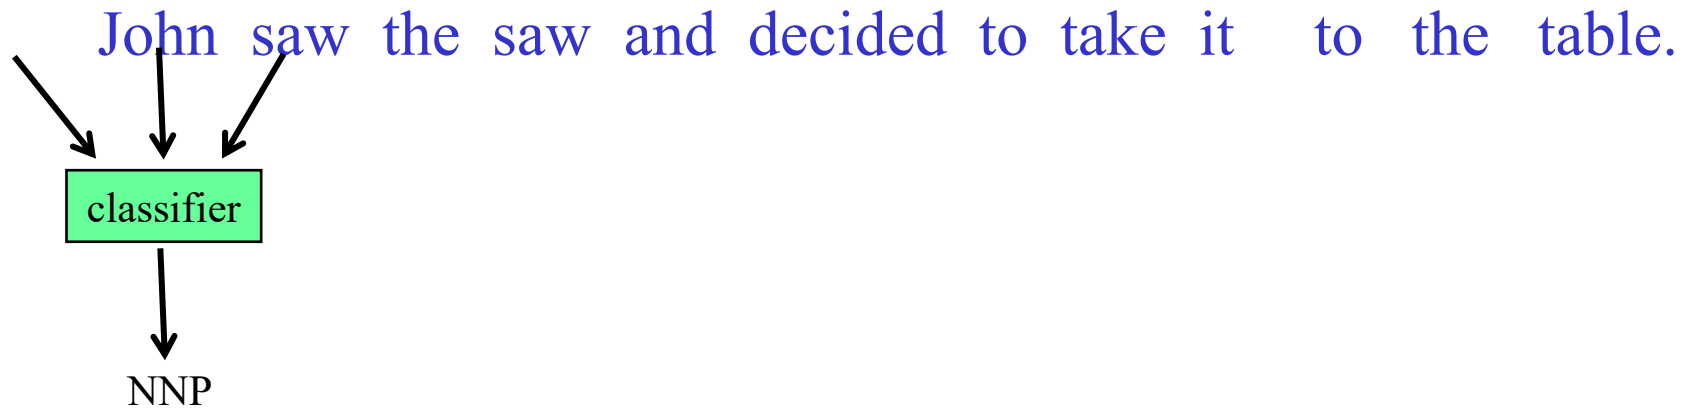 John saw the saw and decided to take it to the table.
classifier
NNP